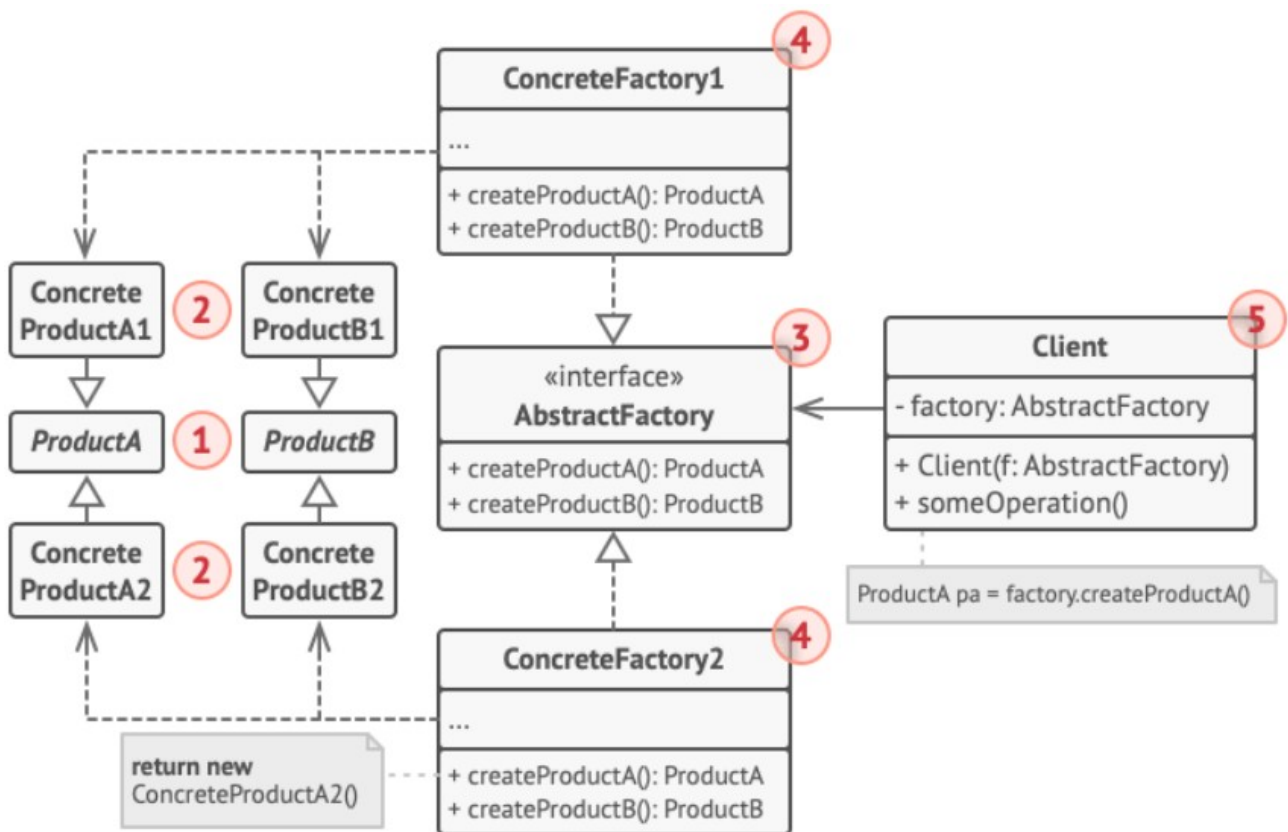 4
ConcreteFactory1
...
+ createProductA(): ProductA
+ createProductB(): ProductB
Concrete
ProductA1
2
Concrete
ProductB1
ProductA
1
ProductB
Concrete
ProductA2
2
Concrete
ProductB2
3
«interface»
AbstractFactory
+ createProductA(): ProductA
+ createProductB(): ProductB
5
Client
- factory: AbstractFactory
+ Client(f: AbstractFactory)
+ someOperation()
ProductA pa = factory.createProductA()
4
ConcreteFactory2
...
+ createProductA(): ProductA
+ createProductB(): ProductB
return new
ConcreteProductA2()